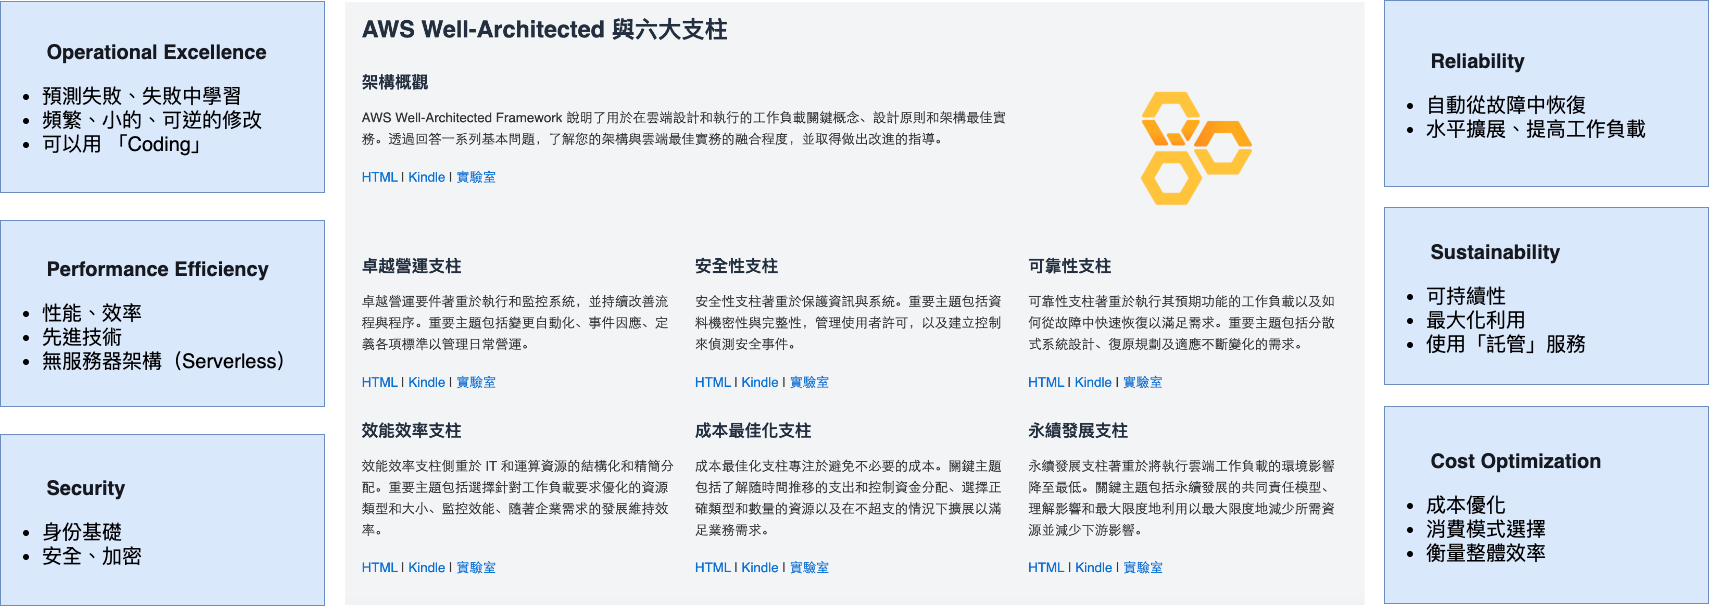 Operational Excellence
• 預測失敗、失敗中學習
• 頻繁、小的、可逆的修改
• 可以用 「Coding」
Performance Efficiency
• 性能、效率
• 先進技術
• 無服務器架構（Serverless）
Security
• 身份基礎
• 安全、加密
AWS Well-Architected 與六大支柱
架構概觀
AWS Well-Architected Framework 說明了用於在雲端設計和執行的工作負載關鍵概念、設計原則和架構最佳實
務。透過回答一系列基本問題，了解您的架構與雲端最佳實務的融合程度，並取得做出改進的指導。
HTML | Kindle | 實驗室
卓越營運支柱
卓越營運要件著重於執行和監控系統，並持續改善流
程與程序。重要主題包括變更自動化、事件因應、定
義各項標準以管理日常營運。
HTML | Kindle | 實驗室
安全性支柱
安全性支柱著重於保護資訊與系統。重要主題包括資
料機密性與完整性，管理使用者許可，以及建立控制
來偵測安全事件。
HTML | Kindle | 實驗室
可靠性支柱
可靠性支柱著重於執行其預期功能的工作負載以及如
何從故障中快速恢復以滿足需求。重要主題包括分散
式系統設計、復原規劃及適應不斷變化的需求。
HTML | Kindle | 實驗室
效能效率支柱
效能效率支柱側重於 IT 和運算資源的結構化和精簡分
配。重要主題包括選擇針對工作負載要求優化的資源
類型和大小、監控效能、隨著企業需求的發展維持效
率。
HTML | Kindle | 實驗室
成本最佳化支柱
成本最佳化支柱專注於避免不必要的成本。關鍵主題
包括了解隨時間推移的支出和控制資金分配、選擇正
確類型和數量的資源以及在不超支的情況下擴展以滿
足業務需求。
HTML | Kindle | 實驗室
永續發展支柱
永續發展支柱著重於將執行雲端工作負載的環境影響
降至最低。關鍵主題包括永續發展的共同責任模型、
理解影響和最大限度地利用以最大限度地減少所需資
源並減少下游影響。
HTML | Kindle | 實驗室
Reliability
• 自動從故障中恢復
• 水平擴展、提高工作負載
Sustainability
• 可持續性
• 最大化利用
• 使用「託管」服務
Cost Optimization
• 成本優化
• 消費模式選擇
• 衡量整體效率